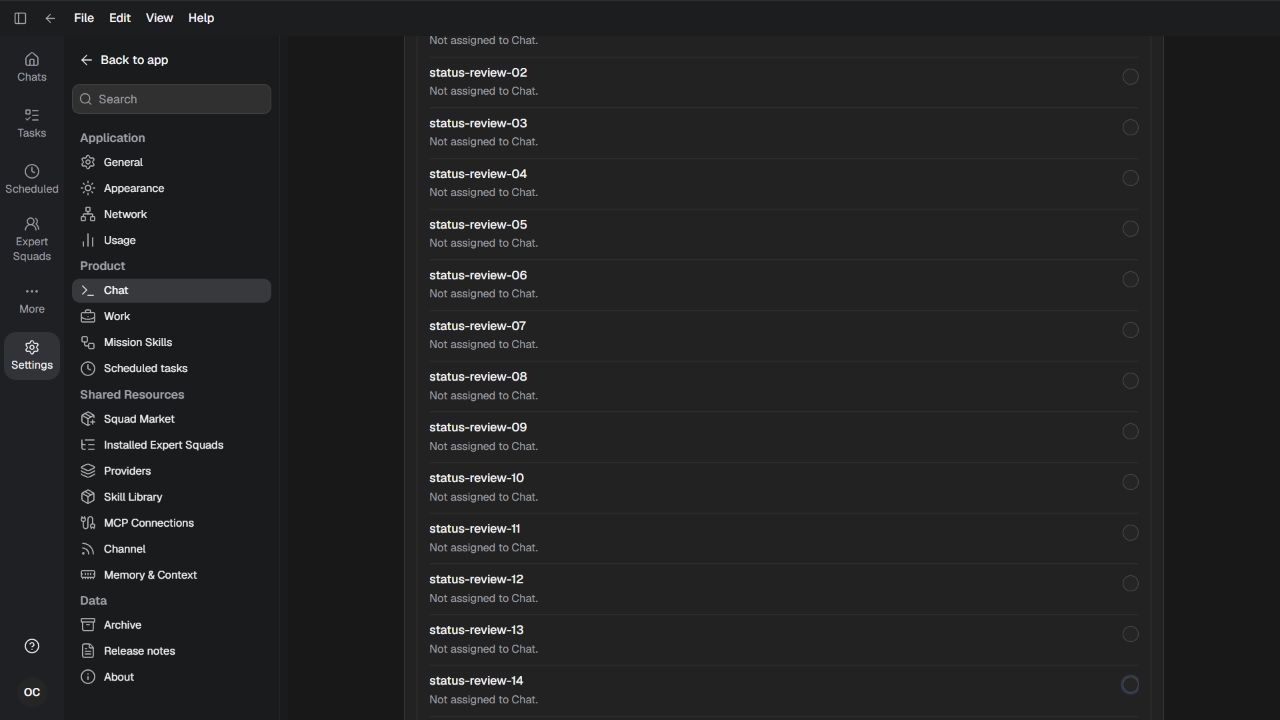 File Edit View Help
Chats
Tasks
Scheduled
Expert
Squads
More
Settings
OC
Back to app
Search
Application
General
Appearance
Network
Usage
Product
Chat
Work
Mission Skills
Scheduled tasks
Shared Resources
Squad Market
Installed Expert Squads
Providers
Skill Library
MCP Connections
Channel
Memory & Context
Data
Archive
Release notes
About
Not assigned to Chat.
status-review-02
Not assigned to Chat.
status-review-03
Not assigned to Chat.
status-review-04
Not assigned to Chat.
status-review-05
Not assigned to Chat.
status-review-06
Not assigned to Chat.
status-review-07
Not assigned to Chat.
status-review-08
Not assigned to Chat.
status-review-09
Not assigned to Chat.
status-review-10
Not assigned to Chat.
status-review-11
Not assigned to Chat.
status-review-12
Not assigned to Chat.
status-review-13
Not assigned to Chat.
status-review-14
Not assigned to Chat.